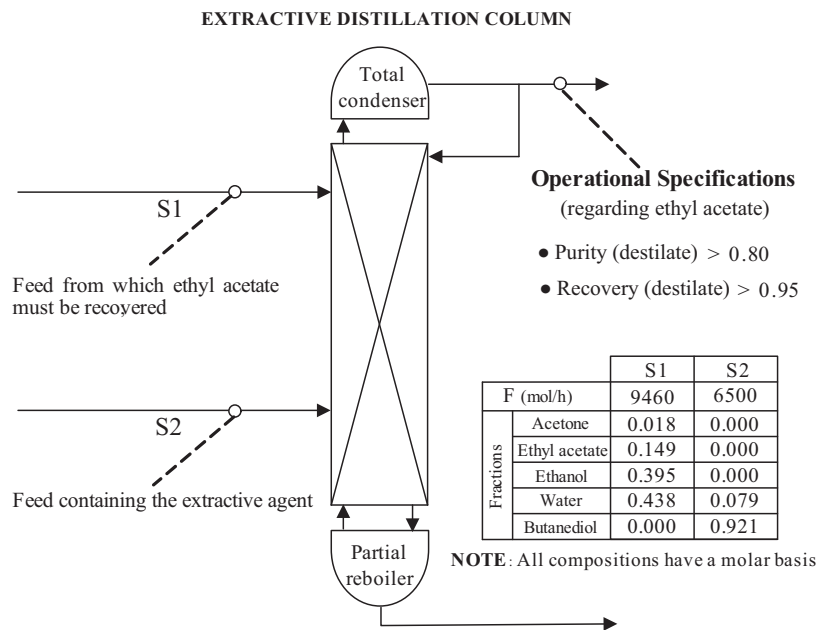 EXTRACTIVE DISTILLATION COLUMN
Total
condenser
S1
Feed from which ethyl acetate
must be recovered
Operational Specifications
(regarding ethyl acetate)
● Purity (destilate) > 0.80
● Recovery (destilate) > 0.95
S2
Feed containing the extractive agent
S1 S2
F (mol/h) 9460 6500
Fractions
Acetone 0.018 0.000
Ethyl acetate 0.149 0.000
Ethanol 0.395 0.000
Water 0.438 0.079
Butanediol 0.000 0.921
Partial
reboiler
NOTE: All compositions have a molar basis